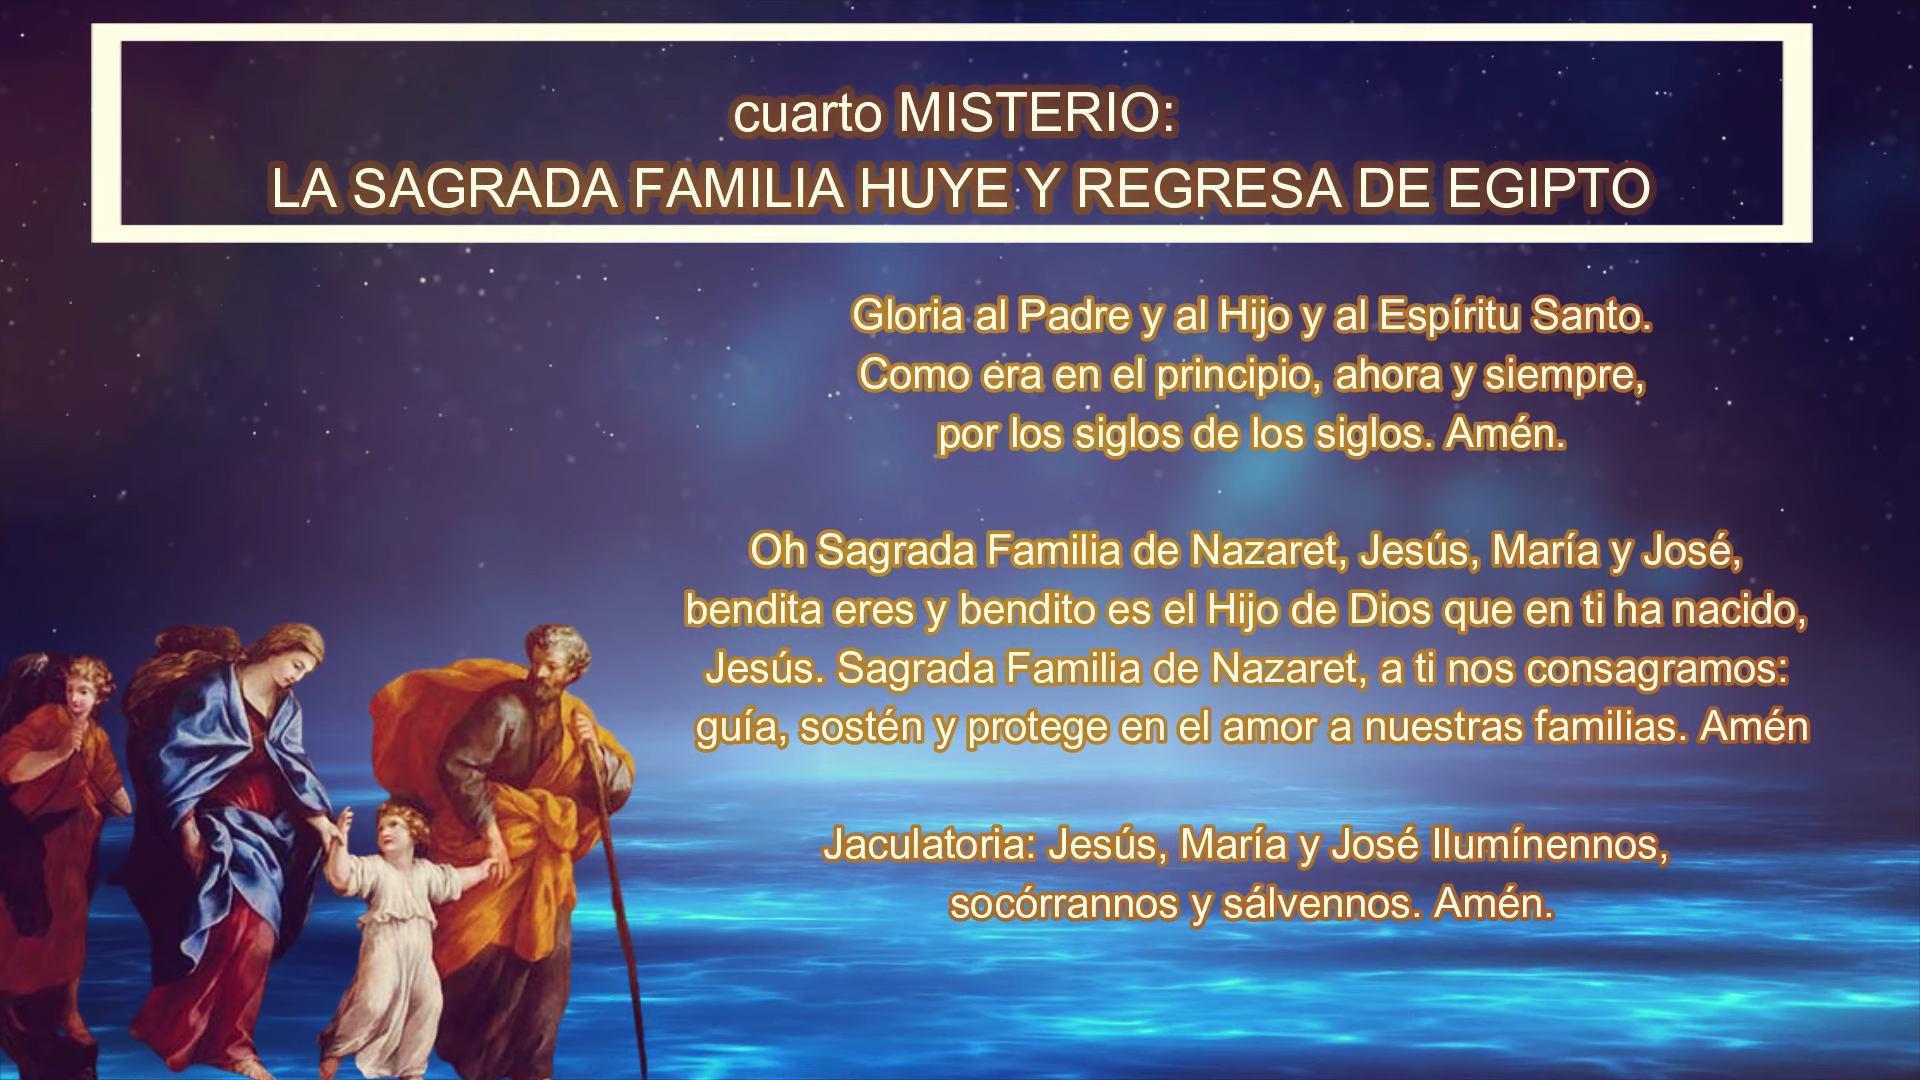 cuarto MISTERIO:
LA SAGRADA FAMILIA HUYE Y REGRESA DE EGIPTO
Gloria al Padre y al Hijo y al Espíritu Santo.
Como era en el principio, ahora y siempre,
por los siglos de los siglos. Amén.
Oh Sagrada Familia de Nazaret, Jesús, María y José,
bendita eres y bendito es el Hijo de Dios que en ti ha nacido,
Jesús. Sagrada Familia de Nazaret, a ti nos consagramos:
guía, sostén y protege en el amor a nuestras familias. Amén
Jaculatoria: Jesús, María y José Ilumínennos,
socórrannos y sálvennos. Amén.